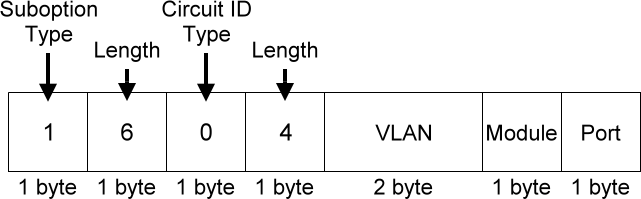 Suboption
Type
Length
Circuit ID
Type
Length
1 6 0 4 VLAN Module Port
1 byte 1 byte 1 byte 1 byte 2 byte 1 byte 1 byte